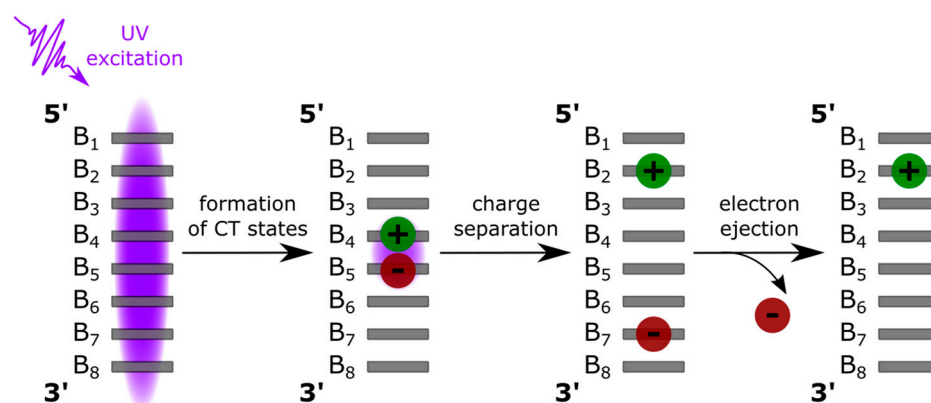 UV
excitation
5'
B1
B2
B3
B4
B5
B6
B7
B8
3'
formation
of CT states
5'
B1
B2
B3
B4
+
B5
-
B6
B7
B8
3'
charge
separation
5'
B1
B2
+
B3
B4
B5
B6
B7
-
B8
3'
electron
ejection
-
5'
B1
B2
+
B3
B4
B5
B6
B7
B8
3'